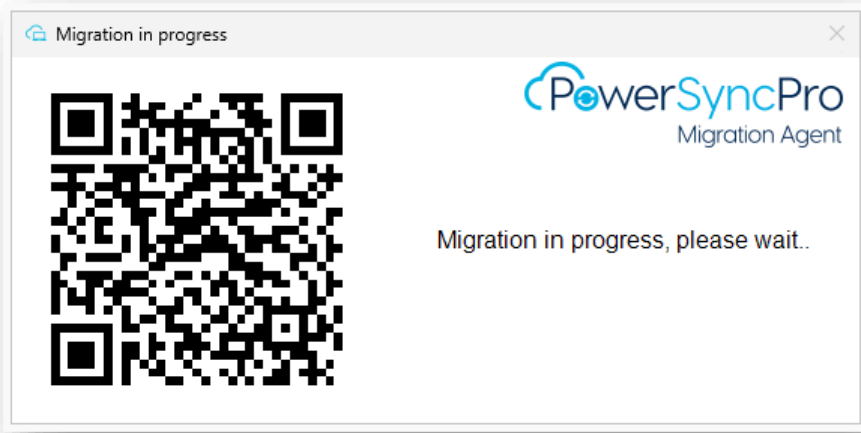 Migration in progress
PowerSyncPro
Migration Agent
Migration in progress, please wait..